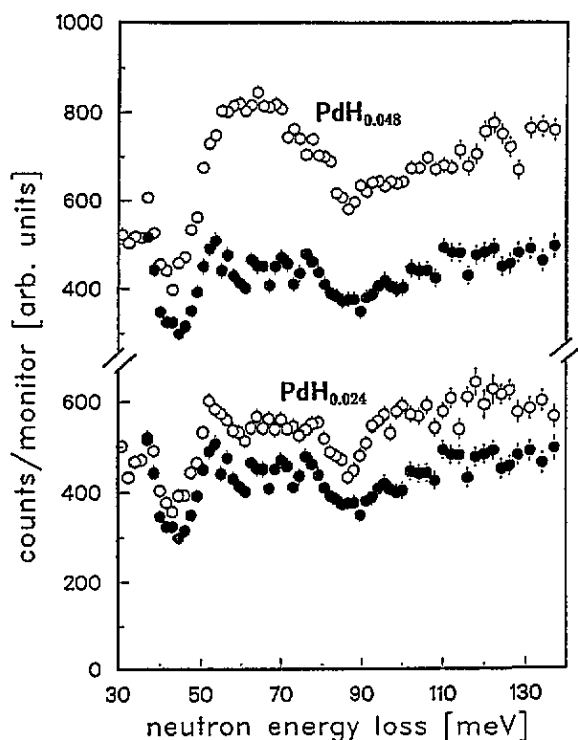 1000
800
PdH0.048
600
400
PdH0.024
600
400
200
0
30 50 70 90 110 130
neutron energy loss [meV]
counts/monitor [arb. units]